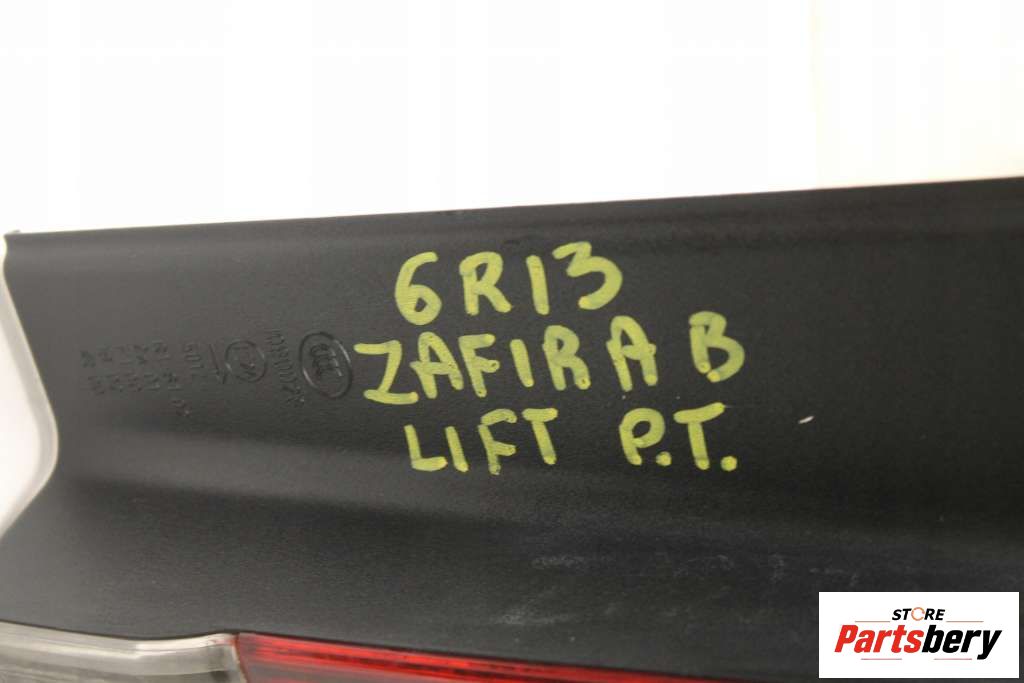 6R13
ZAFIRA B
LIFT P.T.
STORE
Partsbery